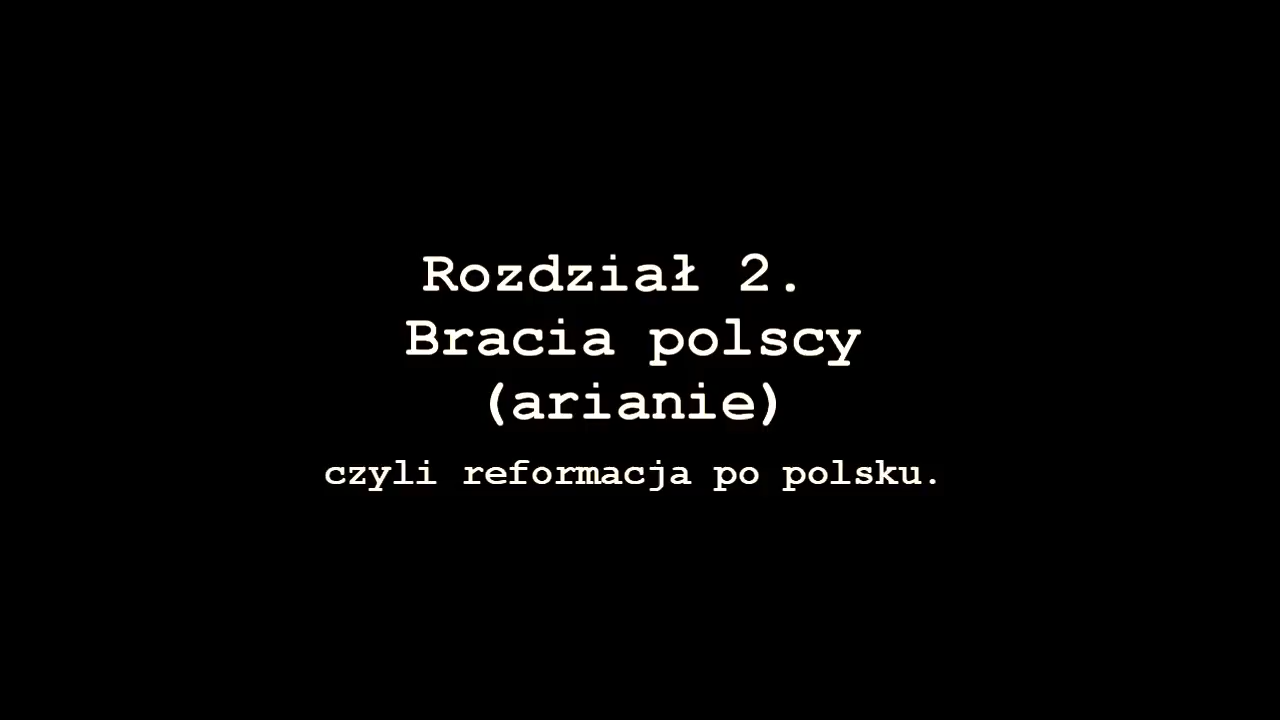 Rozdział 2.
Bracia polscy
(arianie)
czyli reformacja po polsku.